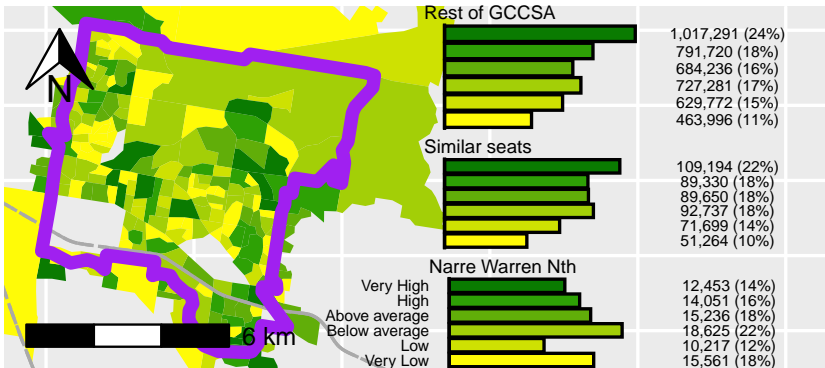 Rest of GCCSA
1,017,291 (24%)
791,720 (18%)
684,236 (16%)
727,281 (17%)
629,772 (15%)
463,996 (11%)
N
Similar seats
109,194 (22%)
89,330 (18%)
89,650 (18%)
92,737 (18%)
71,699 (14%)
51,264 (10%)
Narre Warren Nth
Very High 12,453 (14%)
High 14,051 (16%)
Above average 15,236 (18%)
Below average 18,625 (22%)
Low 10,217 (12%)
Very Low 15,561 (18%)
6 km